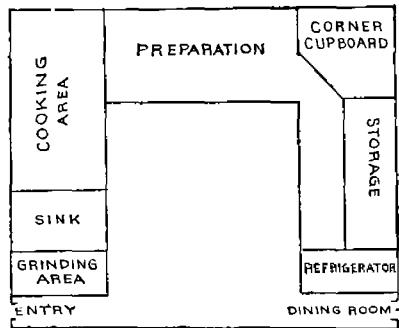 CORNER
CUPBOARD
PREPARATION
COOKING
AREA
STORAGE
SINK
GRINDING
AREA
REFRIGERATOR
ENTRY
DINING ROOM